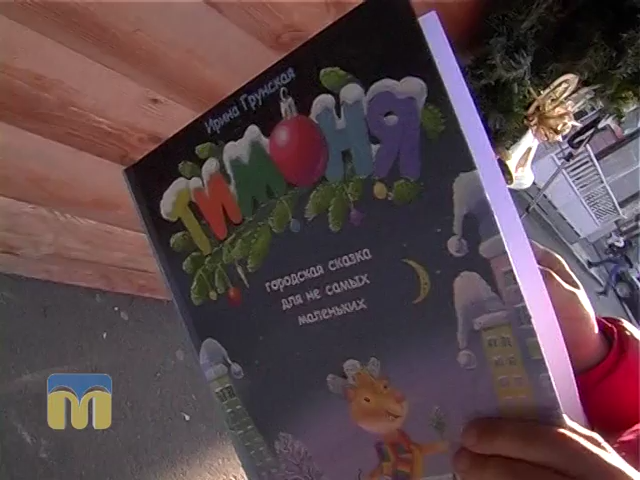 Ирина Грунская
ТИМОНЯ
городская сказка
для не самых
маленьких
М